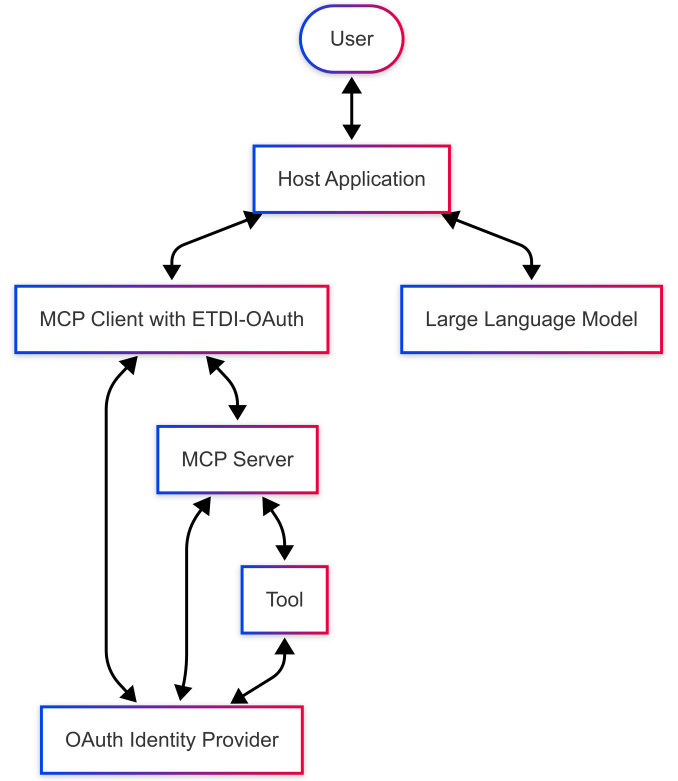 User
Host Application
MCP Client with ETDI-OAuth
Large Language Model
MCP Server
Tool
OAuth Identity Provider